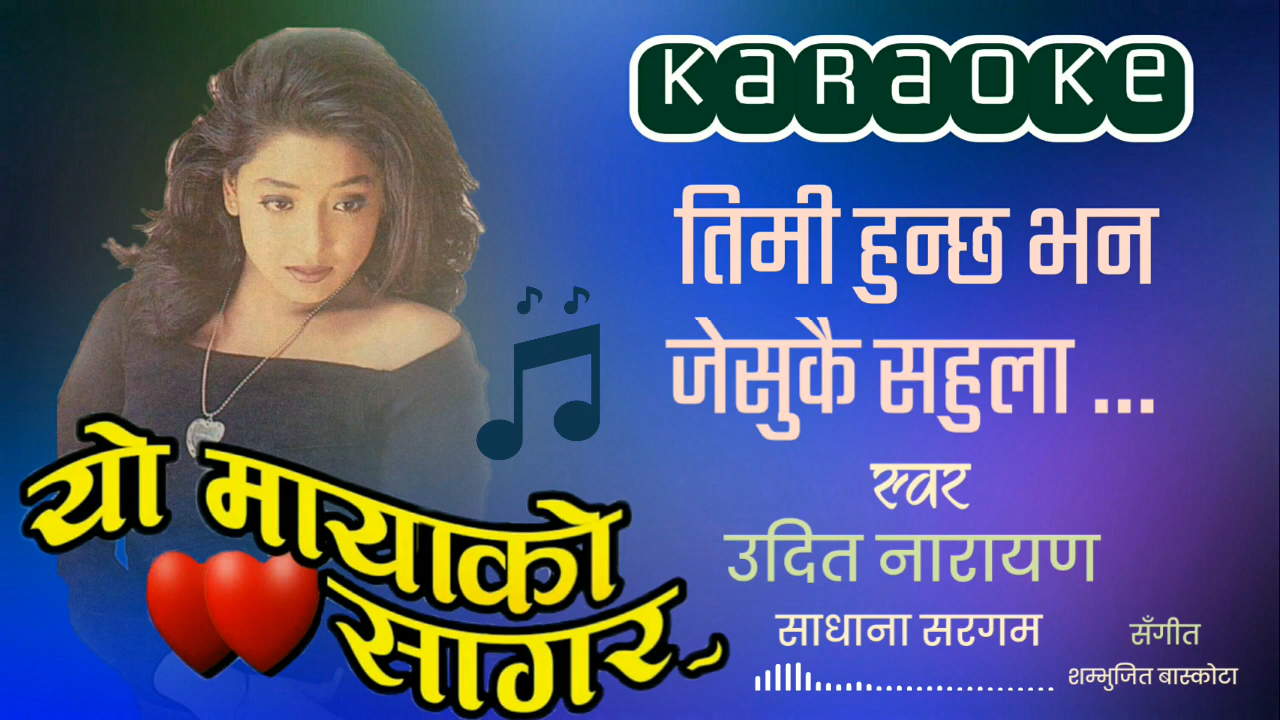 KaRaoKe
तिमी हुन्छ भन
जेसुकै सहुला ...
स्वर
उदित नारायण
साधाना सरगम
सँगीत
शम्भुजित बास्कोटा
यो मायाको
सागर